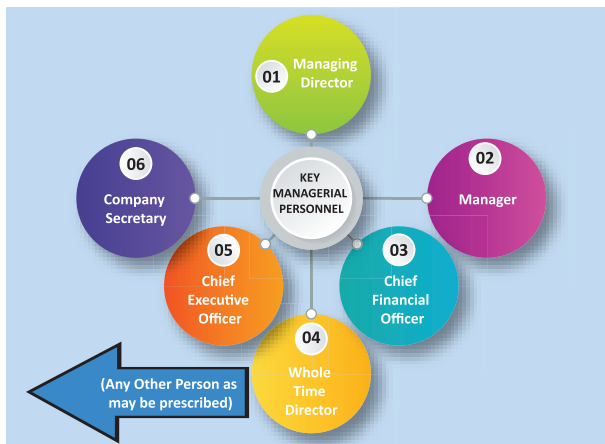 01
Managing
Director
02
Manager
03
Chief
Financial
Officer
04
Whole
Time
Director
05
Chief
Executive
Officer
06
Company
Secretary
KEY
MANAGERIAL
PERSONNEL
(Any Other Person as
may be prescribed)